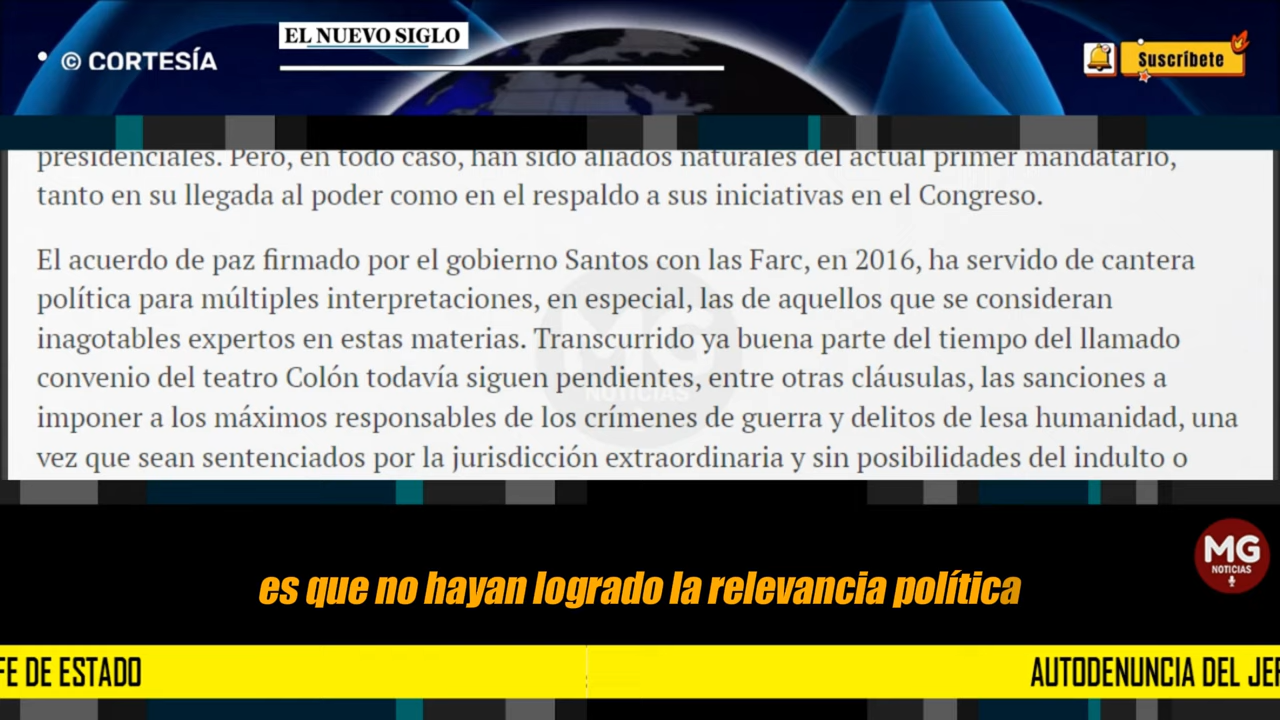 EL NUEVO SIGLO
© CORTESÍA
Suscríbete
presidenciales. Pero, en todo caso, han sido aliados naturales del actual primer mandatario,
tanto en su llegada al poder como en el respaldo a sus iniciativas en el Congreso.
El acuerdo de paz firmado por el gobierno Santos con las Farc, en 2016, ha servido de cantera
política para múltiples interpretaciones, en especial, las de aquellos que se consideran
inagotables expertos en estas materias. Transcurrido ya buena parte del tiempo del llamado
convenio del teatro Colón todavía siguen pendientes, entre otras cláusulas, las sanciones a
imponer a los máximos responsables de los crímenes de guerra y delitos de lesa humanidad, una
vez que sean sentenciados por la jurisdicción extraordinaria y sin posibilidades del indulto o
MG
NOTICIAS
MG
NOTICIAS
es que no hayan logrado la relevancia política
FE DE ESTADO
AUTODENUNCIA DEL JEF